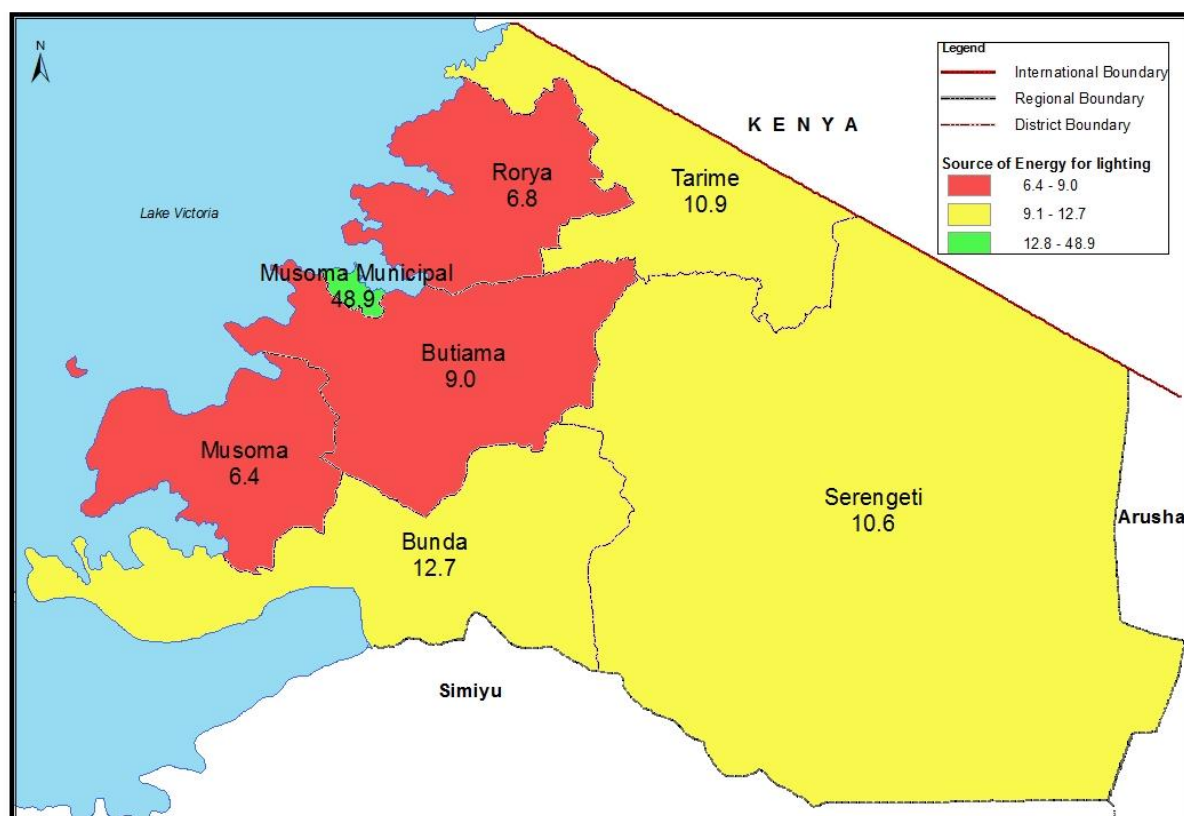 N
Legend
International Boundary
Regional Boundary
District Boundary
Source of Energy for lighting
6.4 - 9.0
9.1 - 12.7
12.8 - 48.9
KENYA
Rorya
6.8
Tarime
10.9
Lake Victoria
Musoma Municipal
48.9
Butiama
9.0
Musoma
6.4
Serengeti
10.6
Arusha
Bunda
12.7
Simiyu